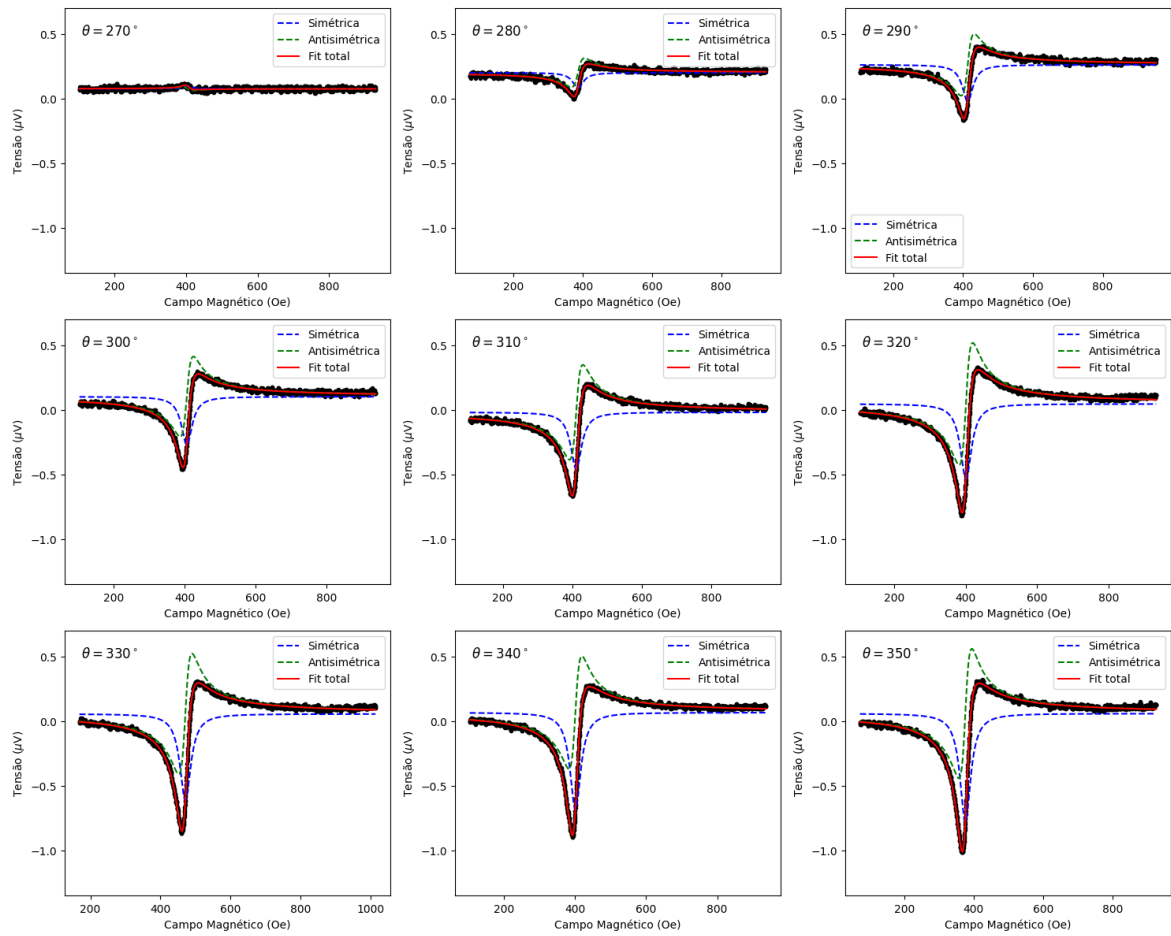 θ = 270°
Simétrica
Antisimétrica
Fit total
0.5
0.0
−0.5
−1.0
Tensão (μV)
200 400 600 800
Campo Magnético (Oe)
θ = 280°
Simétrica
Antisimétrica
Fit total
0.5
0.0
−0.5
−1.0
Tensão (μV)
200 400 600 800
Campo Magnético (Oe)
θ = 290°
0.5
0.0
−0.5
−1.0
Tensão (μV)
Simétrica
Antisimétrica
Fit total
200 400 600 800
Campo Magnético (Oe)
θ = 300°
Simétrica
Antisimétrica
Fit total
0.5
0.0
−0.5
−1.0
Tensão (μV)
200 400 600 800
Campo Magnético (Oe)
θ = 310°
Simétrica
Antisimétrica
Fit total
0.5
0.0
−0.5
−1.0
Tensão (μV)
200 400 600 800
Campo Magnético (Oe)
θ = 320°
Simétrica
Antisimétrica
Fit total
0.5
0.0
−0.5
−1.0
Tensão (μV)
200 400 600 800
Campo Magnético (Oe)
θ = 330°
Simétrica
Antisimétrica
Fit total
0.5
0.0
−0.5
−1.0
Tensão (μV)
200 400 600 800 1000
Campo Magnético (Oe)
θ = 340°
Simétrica
Antisimétrica
Fit total
0.5
0.0
−0.5
−1.0
Tensão (μV)
200 400 600 800
Campo Magnético (Oe)
θ = 350°
Simétrica
Antisimétrica
Fit total
0.5
0.0
−0.5
−1.0
Tensão (μV)
200 400 600 800
Campo Magnético (Oe)